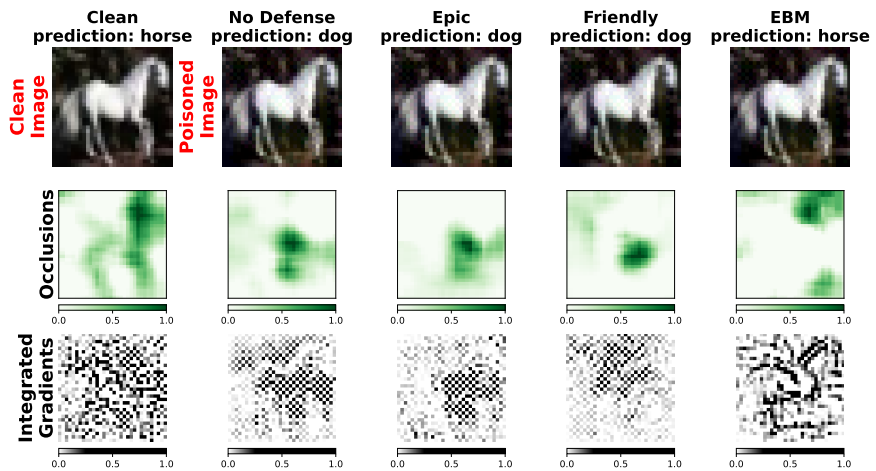 Clean
prediction: horse
No Defense
prediction: dog
Epic
prediction: dog
Friendly
prediction: dog
EBM
prediction: horse
Clean
Image
Poisoned
Image
Occlusions
0.0 0.5 1.0
0.0 0.5 1.0
0.0 0.5 1.0
0.0 0.5 1.0
0.0 0.5 1.0
Integrated
Gradients
0.0 0.5 1.0
0.0 0.5 1.0
0.0 0.5 1.0
0.0 0.5 1.0
0.0 0.5 1.0